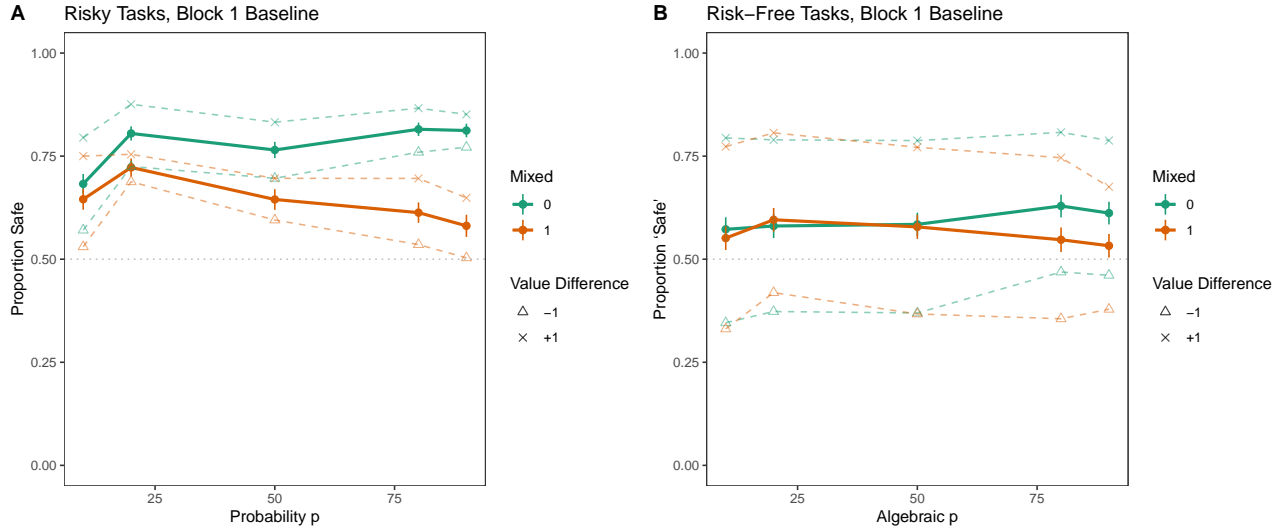 A
Risky Tasks, Block 1 Baseline
1.00
0.75
0.50
0.25
0.00
Proportion Safe
25
50
75
Probability p
Mixed
0
1
Value Difference
−1
+1
B
Risk−Free Tasks, Block 1 Baseline
1.00
0.75
0.50
0.25
0.00
Proportion 'Safe'
25
50
75
Algebraic p
Mixed
0
1
Value Difference
−1
+1